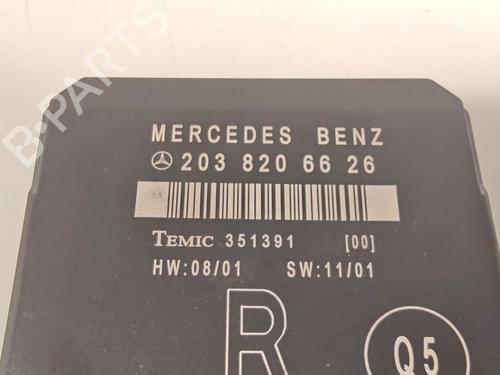 B-PARTS
MERCEDES BENZ
203 820 66 26
TEMIC 351391 [00]
HW:08/01 SW:11/01
R
Q5